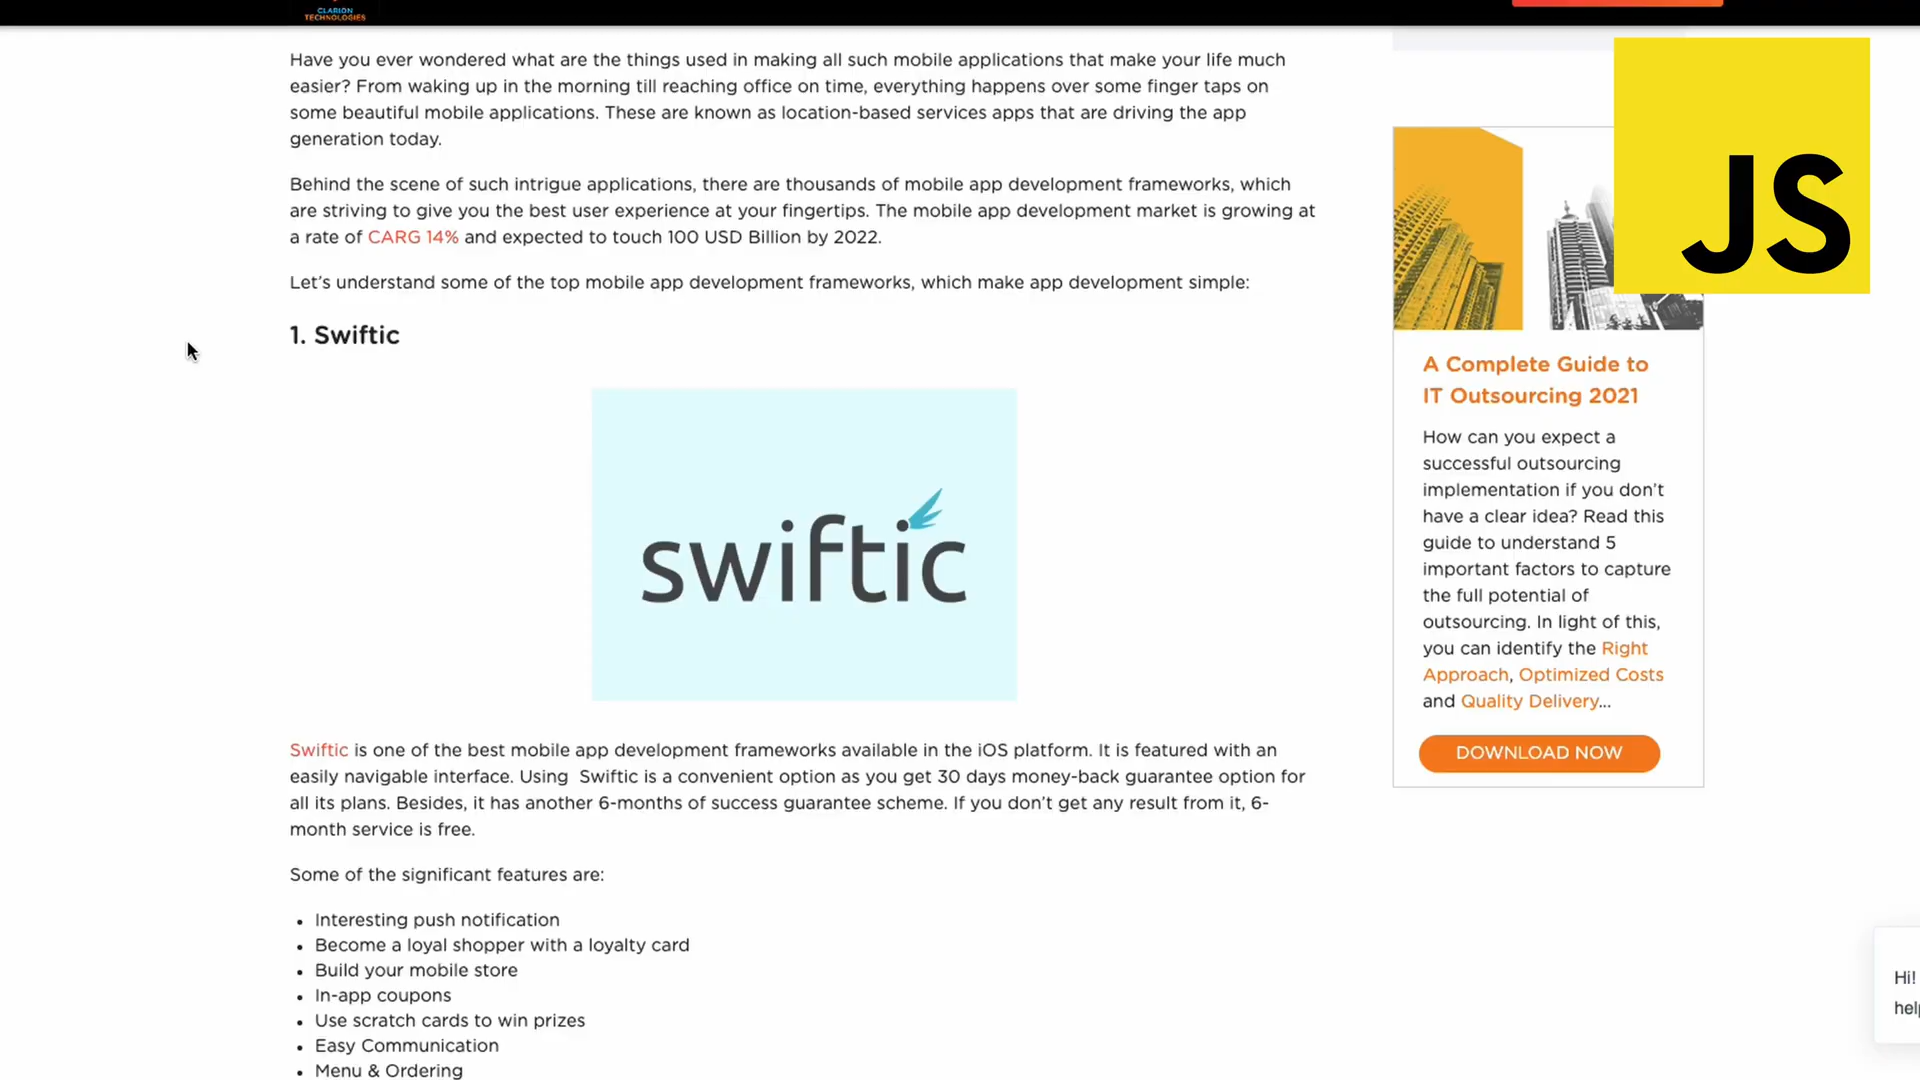 CLARION
TECHNOLOGIES
Have you ever wondered what are the things used in making all such mobile applications that make your life much
easier? From waking up in the morning till reaching office on time, everything happens over some finger taps on
some beautiful mobile applications. These are known as location-based services apps that are driving the app
generation today.
Behind the scene of such intrigue applications, there are thousands of mobile app development frameworks, which
are striving to give you the best user experience at your fingertips. The mobile app development market is growing at
a rate of CARG 14% and expected to touch 100 USD Billion by 2022.
Let's understand some of the top mobile app development frameworks, which make app development simple:
1. Swiftic
swiftic
Swiftic is one of the best mobile app development frameworks available in the iOS platform. It is featured with an
easily navigable interface. Using  Swiftic is a convenient option as you get 30 days money-back guarantee option for
all its plans. Besides, it has another 6-months of success guarantee scheme. If you don't get any result from it, 6-
month service is free.
Some of the significant features are:
• Interesting push notification
• Become a loyal shopper with a loyalty card
• Build your mobile store
• In-app coupons
• Use scratch cards to win prizes
• Easy Communication
• Menu & Ordering
JS
A Complete Guide to
IT Outsourcing 2021
How can you expect a
successful outsourcing
implementation if you don't
have a clear idea? Read this
guide to understand 5
important factors to capture
the full potential of
outsourcing. In light of this,
you can identify the Right
Approach, Optimized Costs
and Quality Delivery...
DOWNLOAD NOW
Hi!